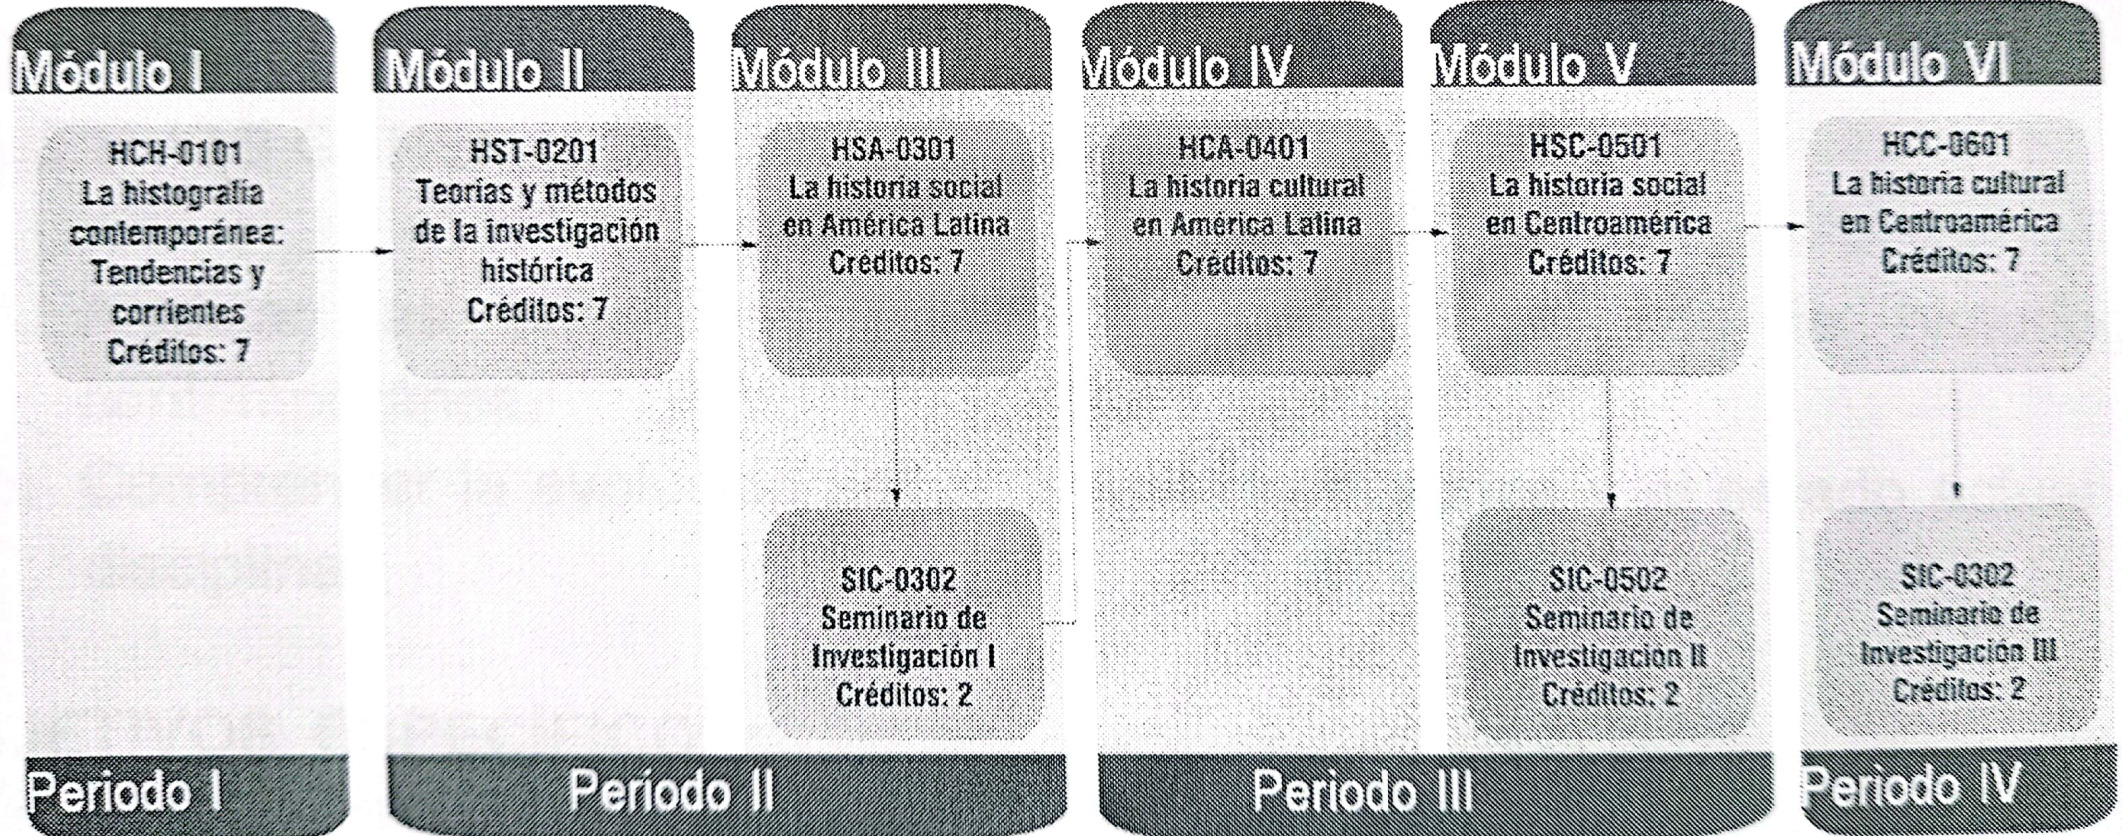 Módulo I
HCH-0101
La histografía
contemporánea:
Tendencias y
corrientes
Créditos: 7
Módulo II
HST-0201
Teorías y métodos
de la investigación
histórica
Créditos: 7
Módulo III
HSA-0301
La historia social
en América Latina
Créditos: 7
SIC-0302
Seminario de
Investigación I
Créditos: 2
Módulo IV
HCA-0401
La historia cultural
en América Latina
Créditos: 7
Módulo V
HSC-0501
La historia social
en Centroamérica
Créditos: 7
SIC-0502
Seminario de
Investigación II
Créditos: 2
Módulo VI
HCC-0601
La historia cultural
en Centroamérica
Créditos: 7
SIC-0302
Seminario de
Investigación III
Créditos: 2
Periodo I
Período II
Periodo III
Periodo IV